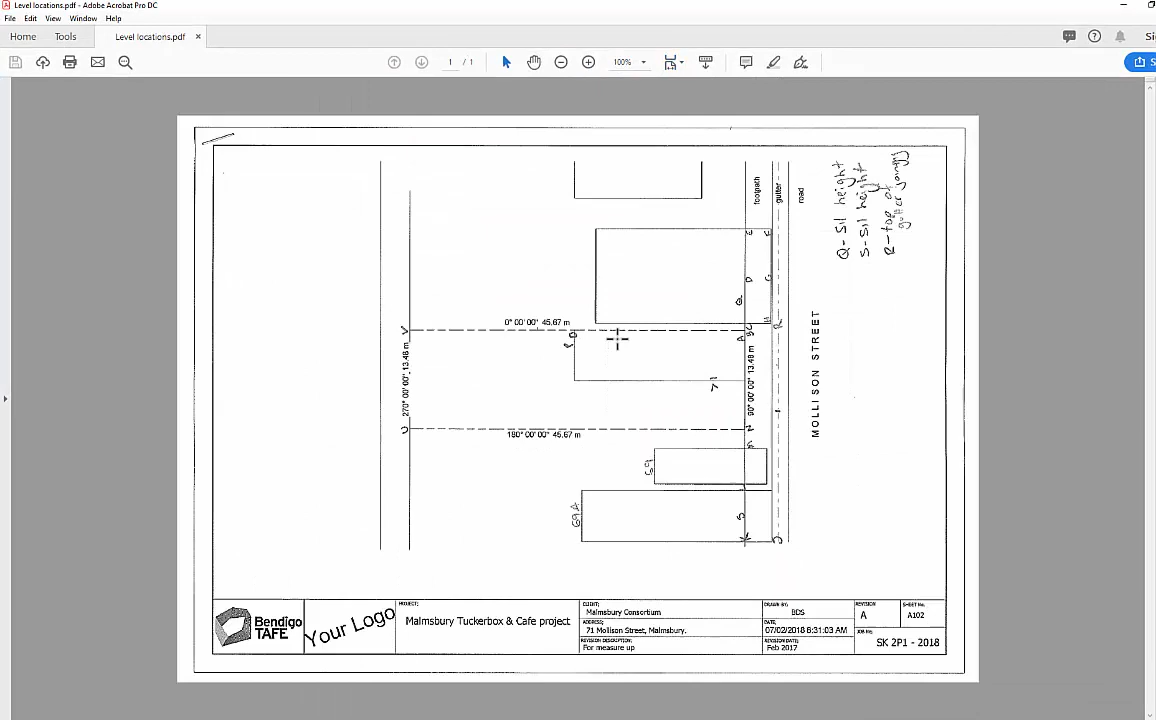 Level locations.pdf - Adobe Acrobat Pro DC
File Edit View Window Help
Home Tools Level locations.pdf ×
1 / 1 100%
footpath
gutter
road
Q - Sil height
S - Sil height
R - top of
E F
D G
Q
H
0° 00' 00" 45.67 m
V
R
B C
A
P O
270° 00' 00" 13.48 m
90° 00' 00" 13.48 m
MOLLISON STREET
71
I
U
180° 00' 00" 45.67 m
N
69
69A
S
Bendigo
TAFE
Your Logo
PROJECT:
Malmsbury Tuckerbox & Cafe project
CLIENT:
Malmsbury Consortium
ADDRESS:
71 Mollison Street, Malmsbury.
REVISION DESCRIPTION:
For measure up
DRAWN BY:
BDS
DATE:
07/02/2018 6:31:03 AM
REVISION DATE:
Feb 2017
REVISION
A
SHEET No.
A102
JOB No.
SK 2P1 - 2018